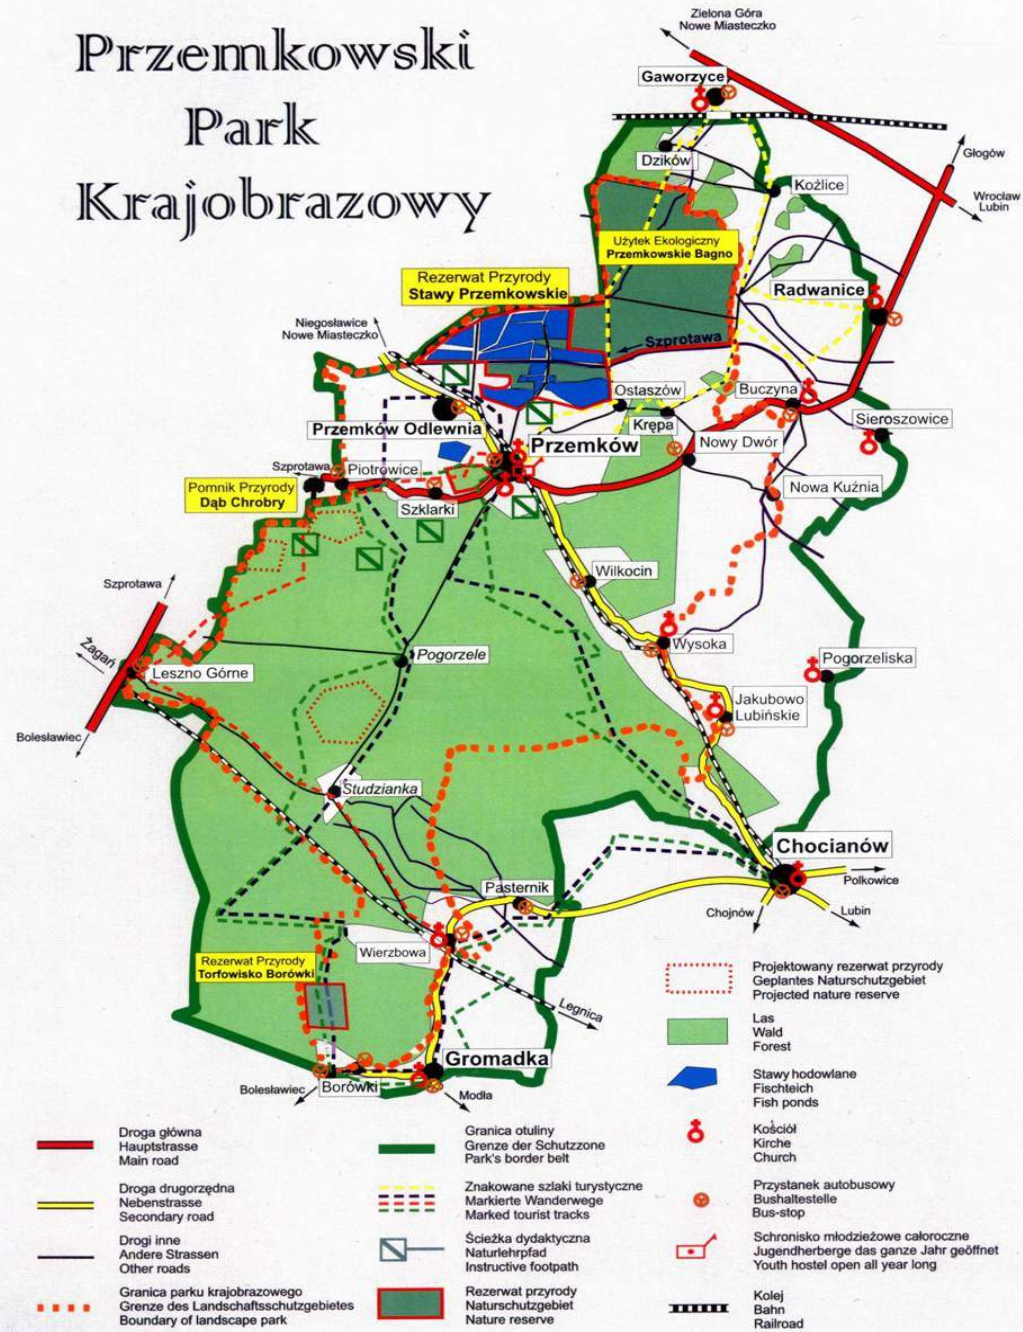 Przemkowski
Park
Krajobrazowy
Zielona Góra
Nowe Miasteczko
Gaworzyce
Głogów
Dzików
Koźlice
Wrocław
Lubin
Użytek Ekologiczny
Przemkowskie Bagno
Rezerwat Przyrody
Stawy Przemkowskie
Radwanice
Niegosławice
Nowe Miasteczko
Szprotawa
Ostaszów
Buczyna
Krępa
Sieroszowice
Przemków Odlewnia
Przemków
Nowy Dwór
Szprotawa
Piotrowice
Pomnik Przyrody
Dąb Chrobry
Szklarki
Nowa Kuźnia
Wilkocin
Szprotawa
Żagań
Wysoka
Pogorzele
Pogorzeliska
Leszno Górne
Jakubowo
Lubińskie
Bolesławiec
Studzianka
Chocianów
Polkowice
Pasternik
Chojnów
Lubin
Wierzbowa
Rezerwat Przyrody
Torfowisko Borówki
Legnica
Gromadka
Bolesławiec
Borówki
Modła
Projektowany rezerwat przyrody
Geplantes Naturschutzgebiet
Projected nature reserve
Las
Wald
Forest
Stawy hodowlane
Fischteich
Fish ponds
Kościół
Kirche
Church
Przystanek autobusowy
Bushaltestelle
Bus-stop
Schronisko młodzieżowe całoroczne
Jugendherberge das ganze Jahr geöffnet
Youth hostel open all year long
Kolej
Bahn
Railroad
Droga główna
Hauptstrasse
Main road
Droga drugorzędna
Nebenstrasse
Secondary road
Drogi inne
Andere Strassen
Other roads
Granica parku krajobrazowego
Grenze des Landschaftsschutzgebietes
Boundary of landscape park
Granica otuliny
Grenze der Schutzzone
Park's border belt
Znakowane szlaki turystyczne
Markierte Wanderwege
Marked tourist tracks
Ścieżka dydaktyczna
Naturlehrpfad
Instructive footpath
Rezerwat przyrody
Naturschutzgebiet
Nature reserve